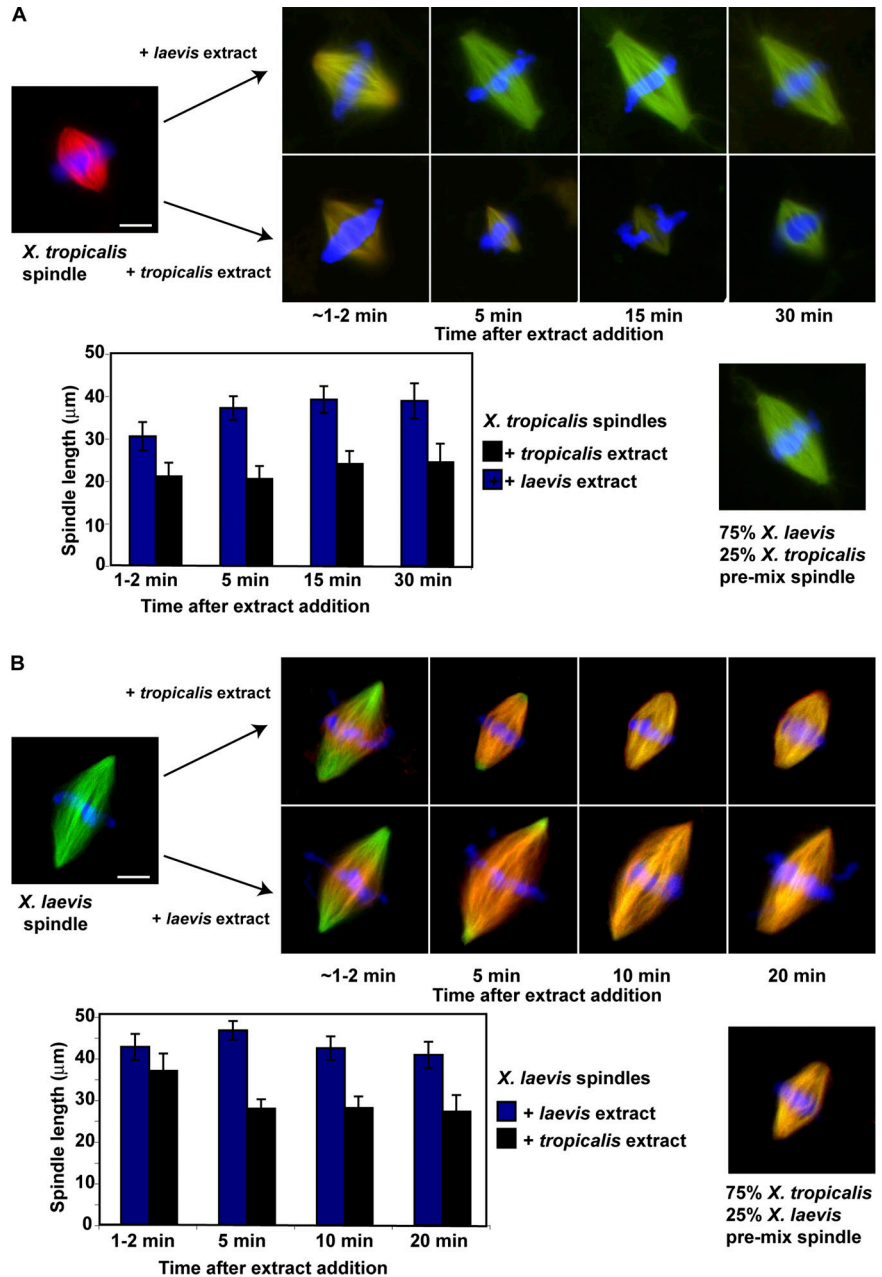 A
+ laevis extract
X. tropicalis
spindle
+ tropicalis extract
~1-2 min
5 min
15 min
30 min
Time after extract addition
Spindle length (μm)
50
40
30
20
10
0
1-2 min
5 min
15 min
30 min
Time after extract addition
X. tropicalis spindles
+ tropicalis extract
+ laevis extract
75% X. laevis
25% X. tropicalis
pre-mix spindle
B
+ tropicalis extract
X. laevis
spindle
+ laevis extract
~1-2 min
5 min
10 min
20 min
Time after extract addition
Spindle length (μm)
50
40
30
20
10
0
1-2 min
5 min
10 min
20 min
Time after extract addition
X. laevis spindles
+ laevis extract
+ tropicalis extract
75% X. tropicalis
25% X. laevis
pre-mix spindle